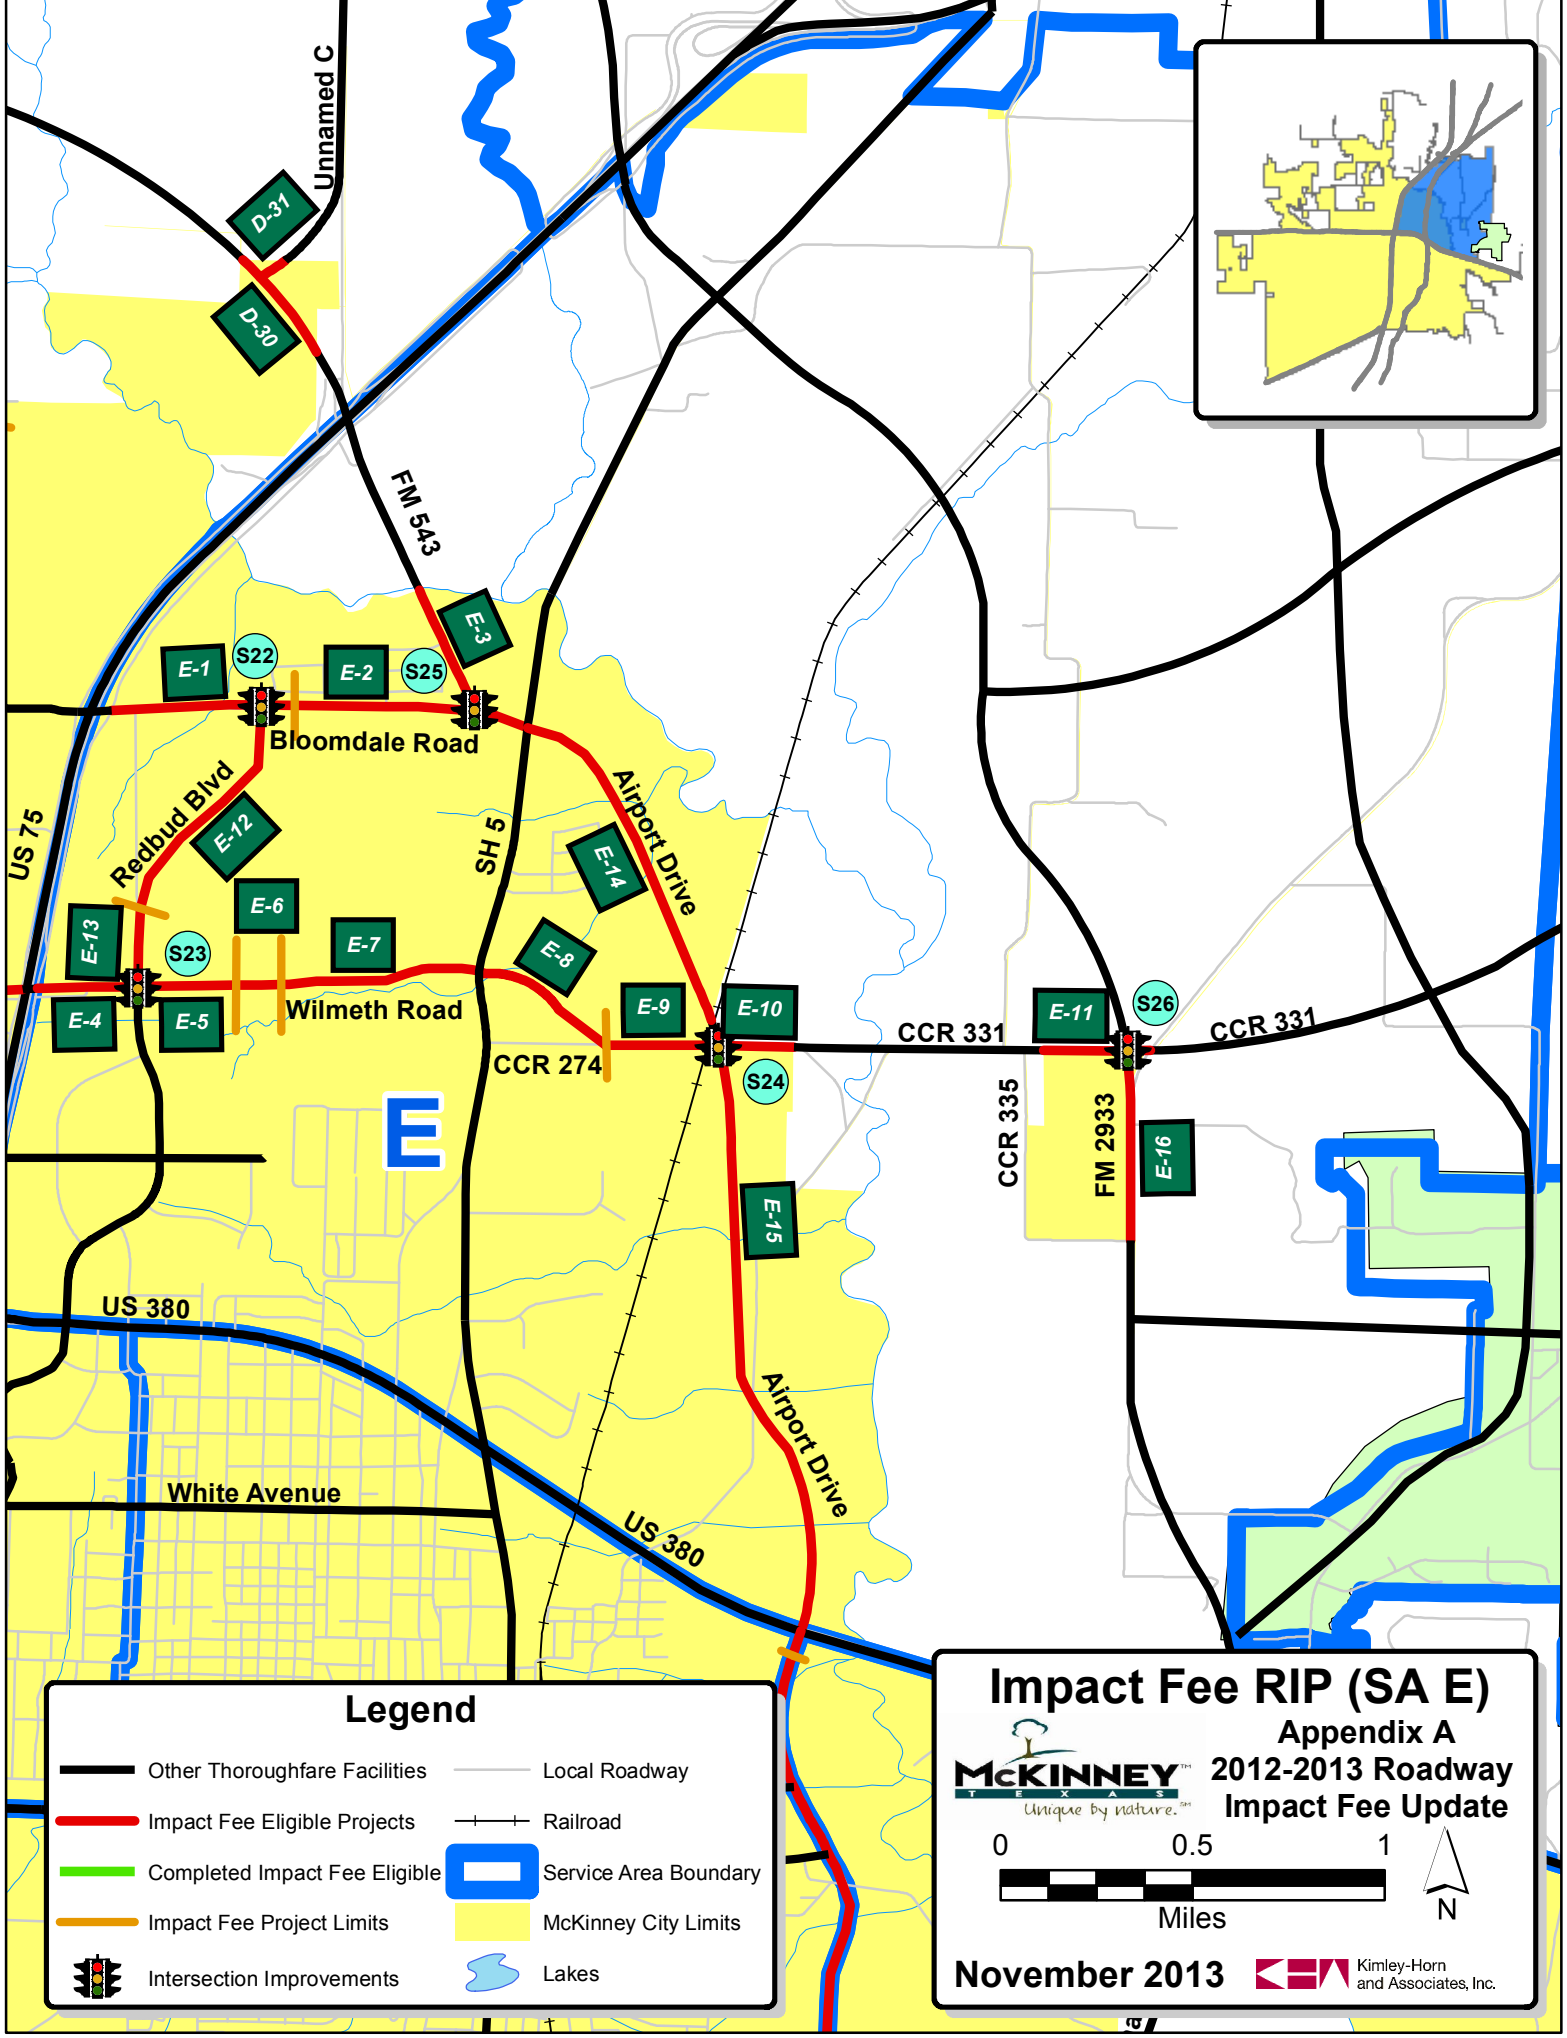 Unnamed C
D-31
D-30
FM 543
E-3
E-1
S22
E-2
S25
Bloomdale Road
Airport Drive
Redbud Blvd
E-12
US 75
SH 5
E-14
E-6
E-13
S23
E-7
E-8
E-4
E-5
Wilmeth Road
E-9
E-10
CCR 274
S24
CCR 331
E-11
S26
CCR 331
CCR 335
FM 2933
E-16
E
E-15
US 380
Airport Drive
White Avenue
US 380
Legend
Other Thoroughfare Facilities
Local Roadway
Impact Fee Eligible Projects
Railroad
Completed Impact Fee Eligible
Service Area Boundary
Impact Fee Project Limits
McKinney City Limits
Intersection Improvements
Lakes
Impact Fee RIP (SA E)
Appendix A
2012-2013 Roadway
Impact Fee Update
McKINNEY™
TEXAS
Unique by nature.℠
0 0.5 1
Miles
N
November 2013
Kimley-Horn
and Associates, Inc.